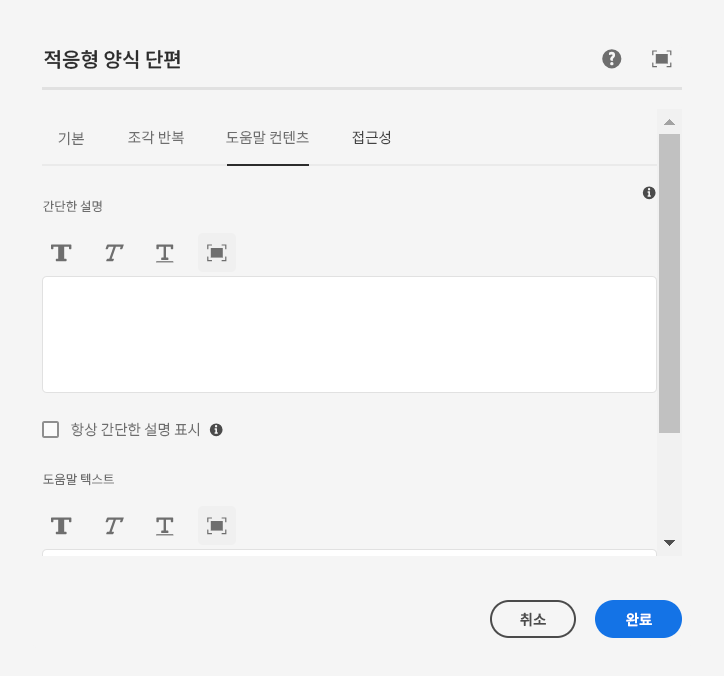 적응형 양식 단편
기본 조각 반복 도움말 컨텐츠 접근성
간단한 설명
T T T
항상 간단한 설명 표시
도움말 텍스트
T T T
취소 완료